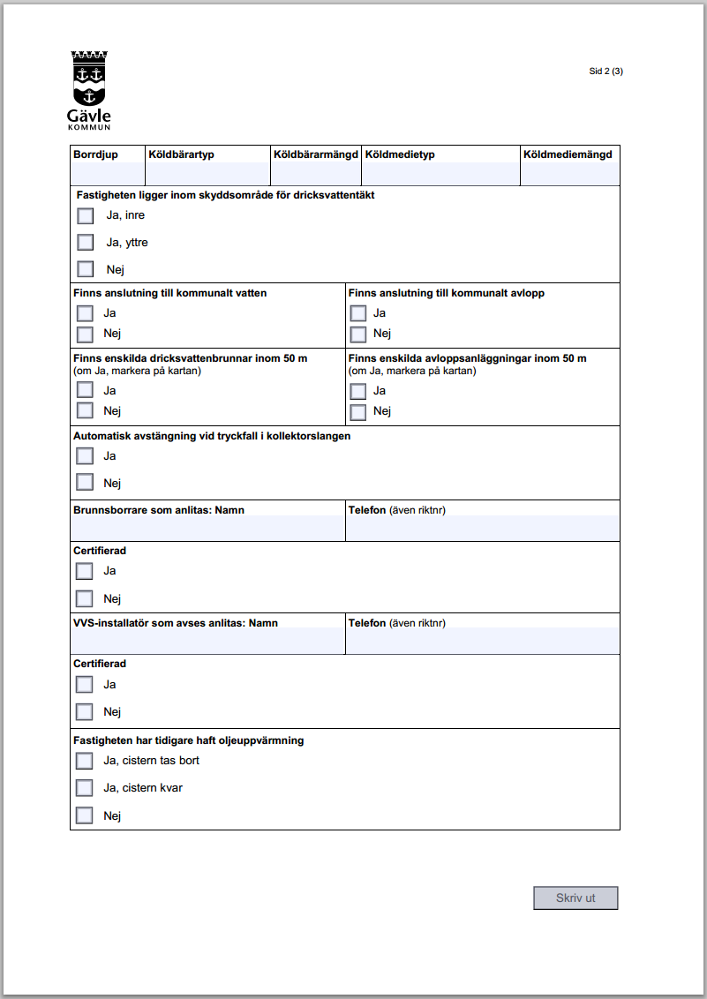 Gävle
KOMMUN
Sid 2 (3)
Borrdjup Köldbärartyp Köldbärarmängd Köldmedietyp Köldmediemängd
Fastigheten ligger inom skyddsområde för dricksvattentäkt
Ja, inre
Ja, yttre
Nej
Finns anslutning till kommunalt vatten
Ja
Nej
Finns anslutning till kommunalt avlopp
Ja
Nej
Finns enskilda dricksvattenbrunnar inom 50 m
(om Ja, markera på kartan)
Ja
Nej
Finns enskilda avloppsanläggningar inom 50 m
(om Ja, markera på kartan)
Ja
Nej
Automatisk avstängning vid tryckfall i kollektorslangen
Ja
Nej
Brunnsborrare som anlitas: Namn
Telefon (även riktnr)
Certifierad
Ja
Nej
VVS-installatör som avses anlitas: Namn
Telefon (även riktnr)
Certifierad
Ja
Nej
Fastigheten har tidigare haft oljeuppvärmning
Ja, cistern tas bort
Ja, cistern kvar
Nej
Skriv ut